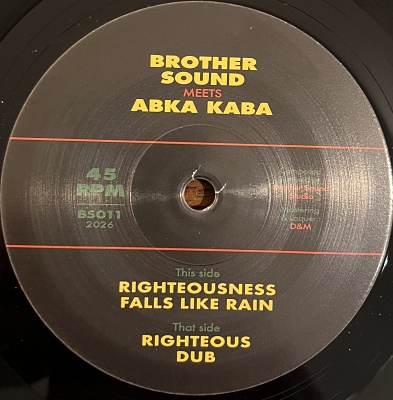 BROTHER
SOUND
MEETS
ABKA KABA
45
RPM
BS011
2026
Studio
Mastering
& Lacquer:
D&M
This side
RIGHTEOUSNESS
FALLS LIKE RAIN
That side
RIGHTEOUS
DUB